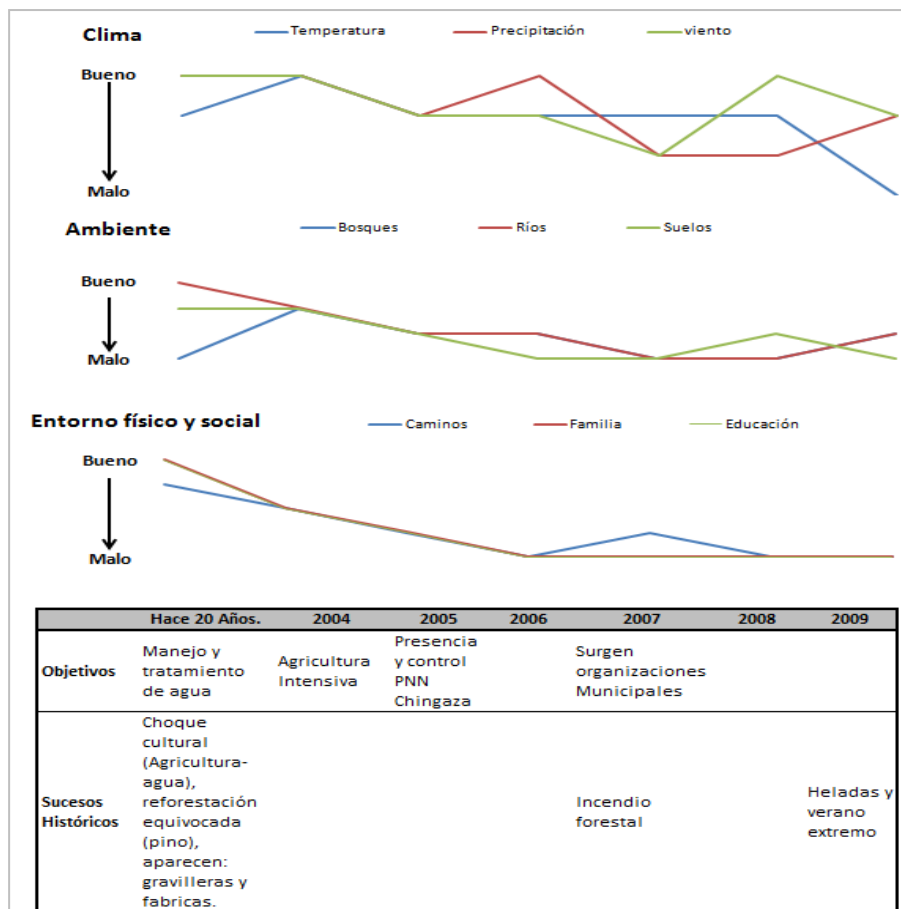 Clima
Temperatura Precipitación viento
Bueno
Malo
Ambiente
Bosques Ríos Suelos
Bueno
Malo
Entorno físico y social
Caminos Familia Educación
Bueno
Malo
Hace 20 Años. 2004 2005 2006 2007 2008 2009
Objetivos
Manejo y
tratamiento
de agua
Agricultura
Intensiva
Presencia
y control
PNN
Chingaza
Surgen
organizaciones
Municipales
Sucesos
Históricos
Choque
cultural
(Agricultura-
agua),
reforestación
equivocada
(pino),
aparecen:
gravilleras y
fabricas.
Incendio
forestal
Heladas y
verano
extremo